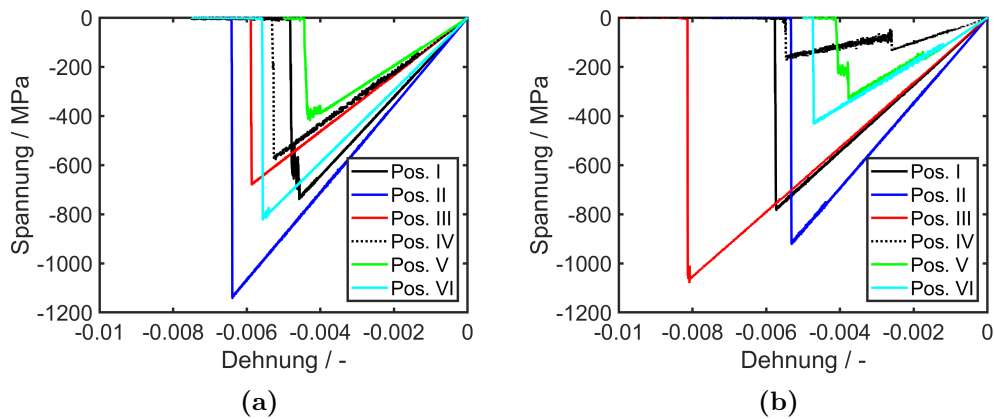 0
-200
-400
-600
-800
-1000
-1200
Spannung / MPa
Pos. I
Pos. II
Pos. III
Pos. IV
Pos. V
Pos. VI
-0.01 -0.008 -0.006 -0.004 -0.002 0
Dehnung / -
(a)
0
-200
-400
-600
-800
-1000
-1200
Spannung / MPa
Pos. I
Pos. II
Pos. III
Pos. IV
Pos. V
Pos. VI
-0.01 -0.008 -0.006 -0.004 -0.002 0
Dehnung / -
(b)